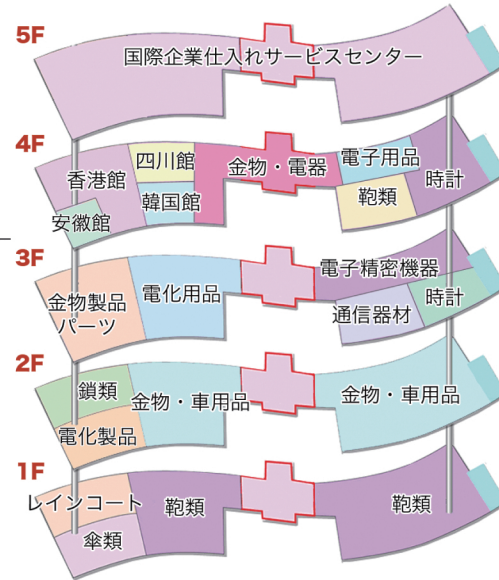 5F
国際企業仕入れサービスセンター
4F
香港館
四川館
韓国館
安徽館
金物・電器
電子用品
鞄類
時計
3F
金物製品
パーツ
電化用品
電子精密機器
通信器材
時計
2F
鎖類
電化製品
金物・車用品
金物・車用品
1F
レインコート
傘類
鞄類
鞄類